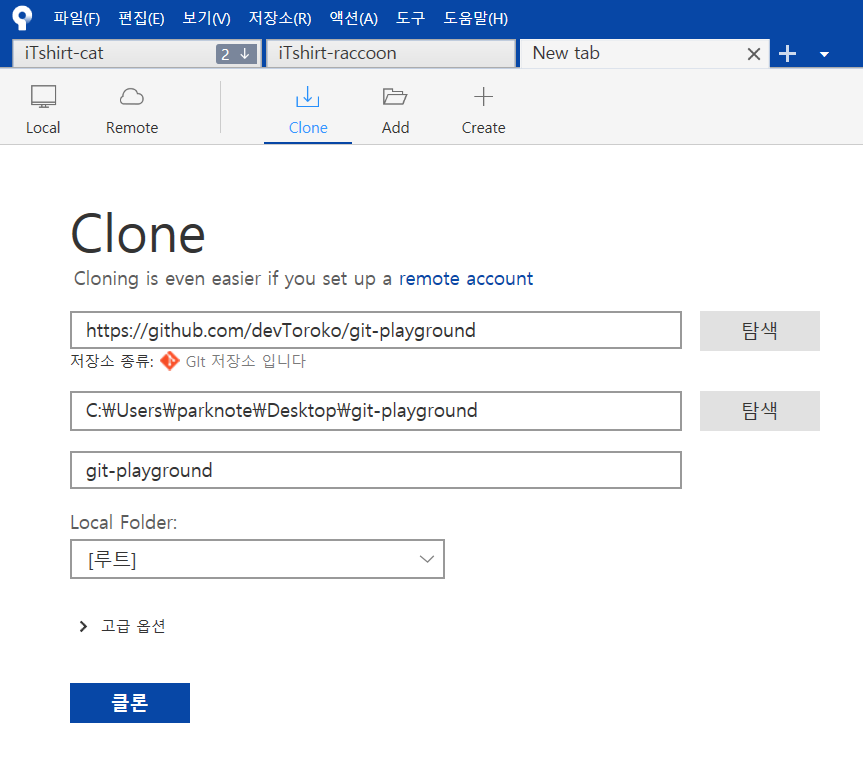 파일(F) 편집(E) 보기(V) 저장소(R) 액션(A) 도구 도움말(H)
iTshirt-cat 2 ↓ iTshirt-raccoon New tab
Local Remote Clone Add Create
Clone
Cloning is even easier if you set up a remote account
https://github.com/devToroko/git-playground 탐색
저장소 종류: GIt 저장소 입니다
C:₩Users₩parknote₩Desktop₩git-playground 탐색
git-playground
Local Folder:
[루트]
고급 옵션
클론